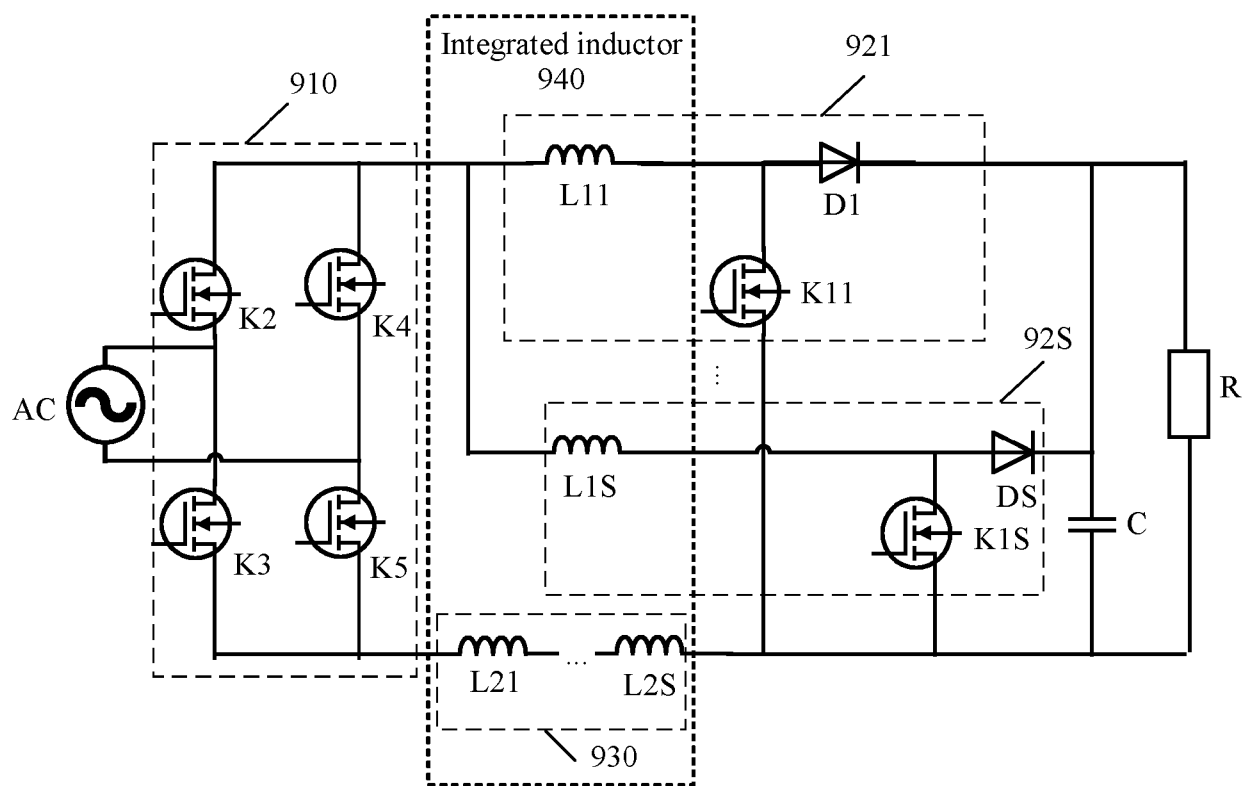 Integrated inductor
940
910
921
L11
D1
K2
K4
K11
...
92S
AC
R
L1S
DS
K3
K5
K1S
C
L21
...
L2S
930